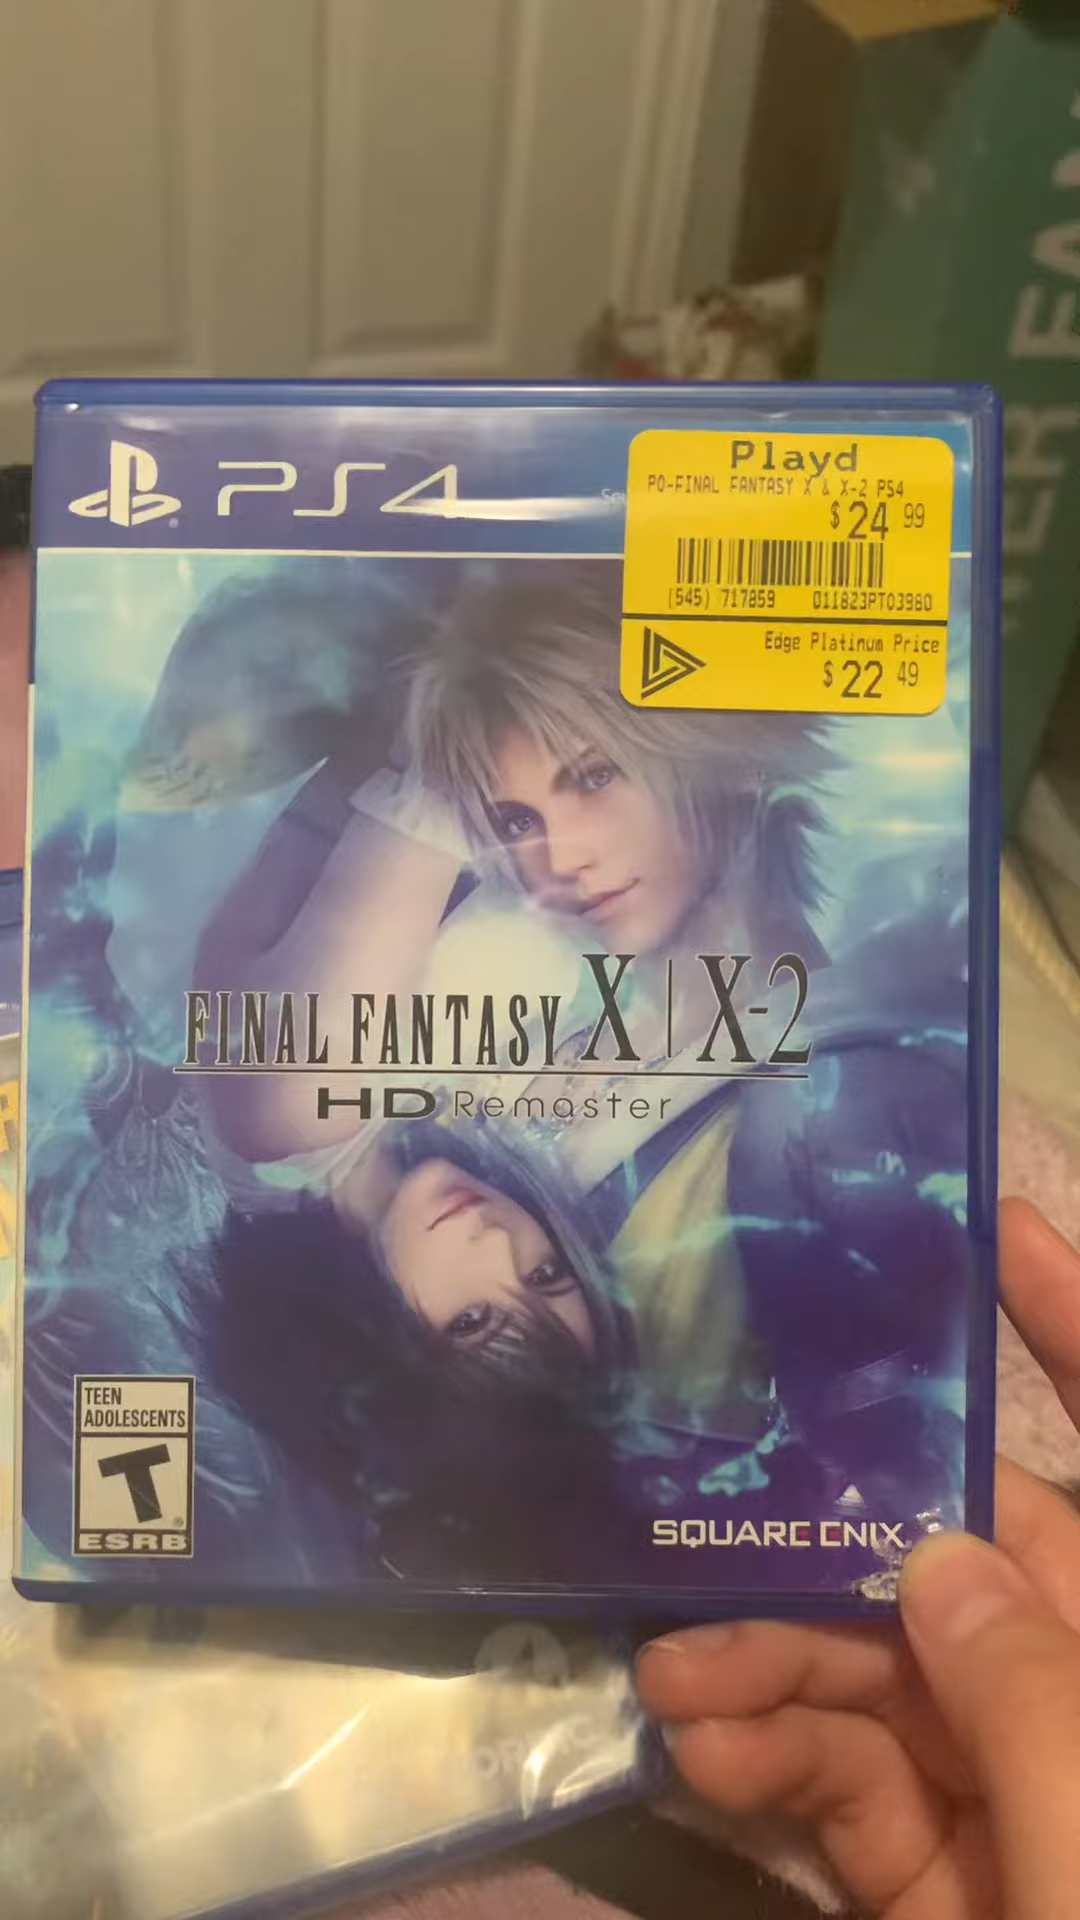 PS4
Playd
PO-FINAL FANTASY X & X-2 PS4
$24 99
(545) 717859 011823PT03980
Edge Platinum Price
$22 49
FINAL FANTASY X | X-2
HD Remaster
TEEN
ADOLESCENTS
T
ESRB
SQUARE ENIX